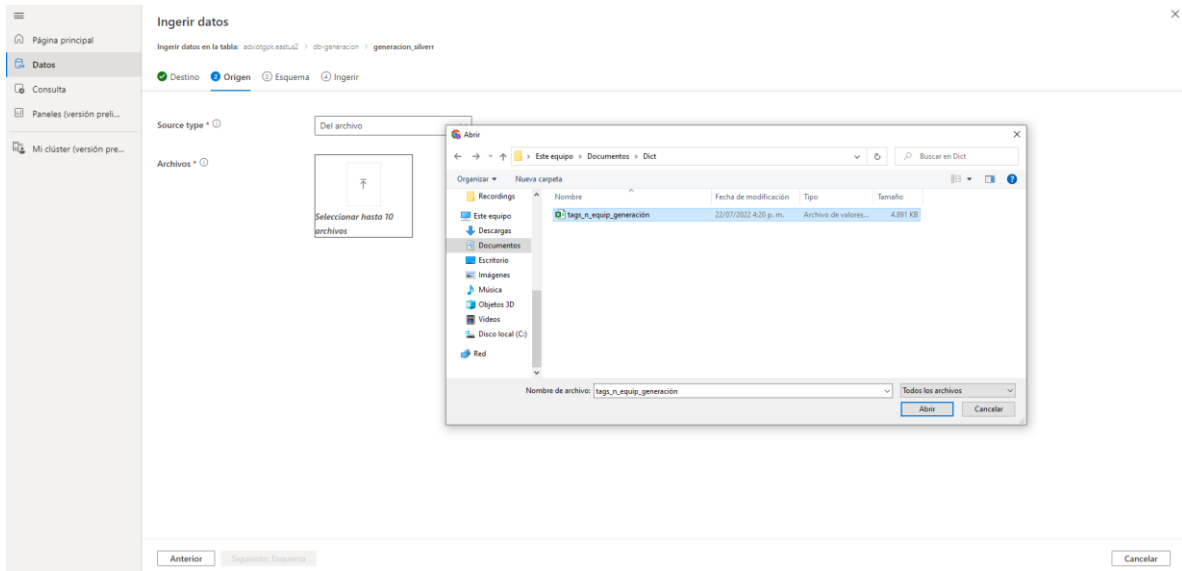 Ingerir datos
Página principal
Ingerir datos en la tabla: adxiotgpk.eastus2 > db-generacion > generacion_silverr
Datos
Destino 2 Origen 3 Esquema 4 Ingerir
Consulta
Paneles (versión preli...
Source type * Del archivo
Mi clúster (versión pre...
Archivos *
Seleccionar hasta 10
archivos
Abrir
Este equipo > Documentos > Dict
Buscar en Dict
Organizar Nueva carpeta
Recordings
Nombre Fecha de modificación Tipo Tamaño
Este equipo
tags_n_equip_generación 22/07/2022 4:20 p. m. Archivo de valores... 4.891 KB
Descargas
Documentos
Escritorio
Imágenes
Música
Objetos 3D
Videos
Disco local (C:)
Red
Nombre de archivo: tags_n_equip_generación Todos los archivos
Abrir Cancelar
Anterior Siguiente: Esquema Cancelar